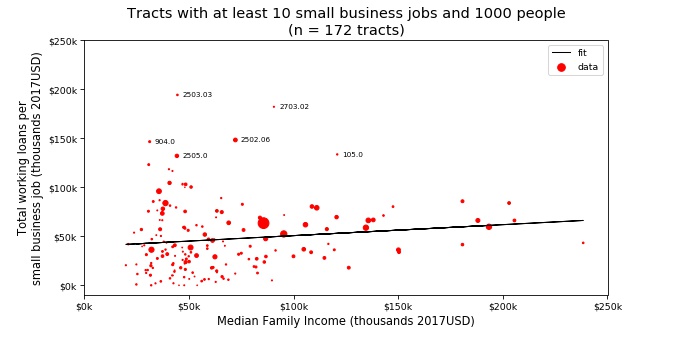 Tracts with at least 10 small business jobs and 1000 people
(n = 172 tracts)
$250k
$200k
$150k
$100k
$50k
$0k
Total working loans per
small business job (thousands 2017USD)
fit
data
2503.03
2703.02
904.0
2502.06
2505.0
105.0
$0k
$50k
$100k
$150k
$200k
$250k
Median Family Income (thousands 2017USD)